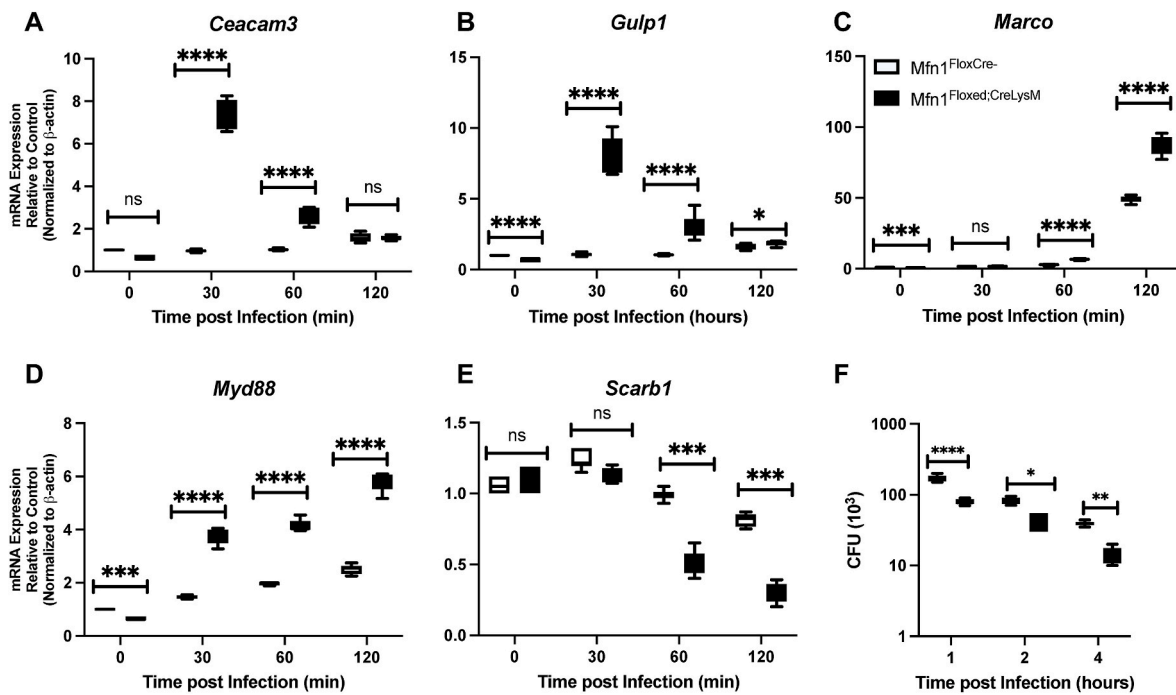 A
Ceacam3
mRNA Expression
Relative to Control
(Normalized to β-actin)
10
8
6
4
2
0
ns
****
****
ns
0 30 60 120
Time post Infection (min)
B
Gulp1
15
10
5
0
****
****
****
*
0 30 60 120
Time post Infection (hours)
C
Marco
150
100
50
0
***
ns
****
****
Mfn1FloxCre-
Mfn1Floxed;CreLysM
0 30 60 120
Time post Infection (min)
D
Myd88
mRNA Expression
Relative to Control
(Normalized to β-actin)
8
6
4
2
0
***
****
****
****
0 30 60 120
Time post Infection (min)
E
Scarb1
1.5
1.0
0.5
0.0
ns
ns
***
***
0 30 60 120
Time post Infection (min)
F
CFU (10³)
1000
100
10
1
****
*
**
1 2 4
Time post Infection (hours)